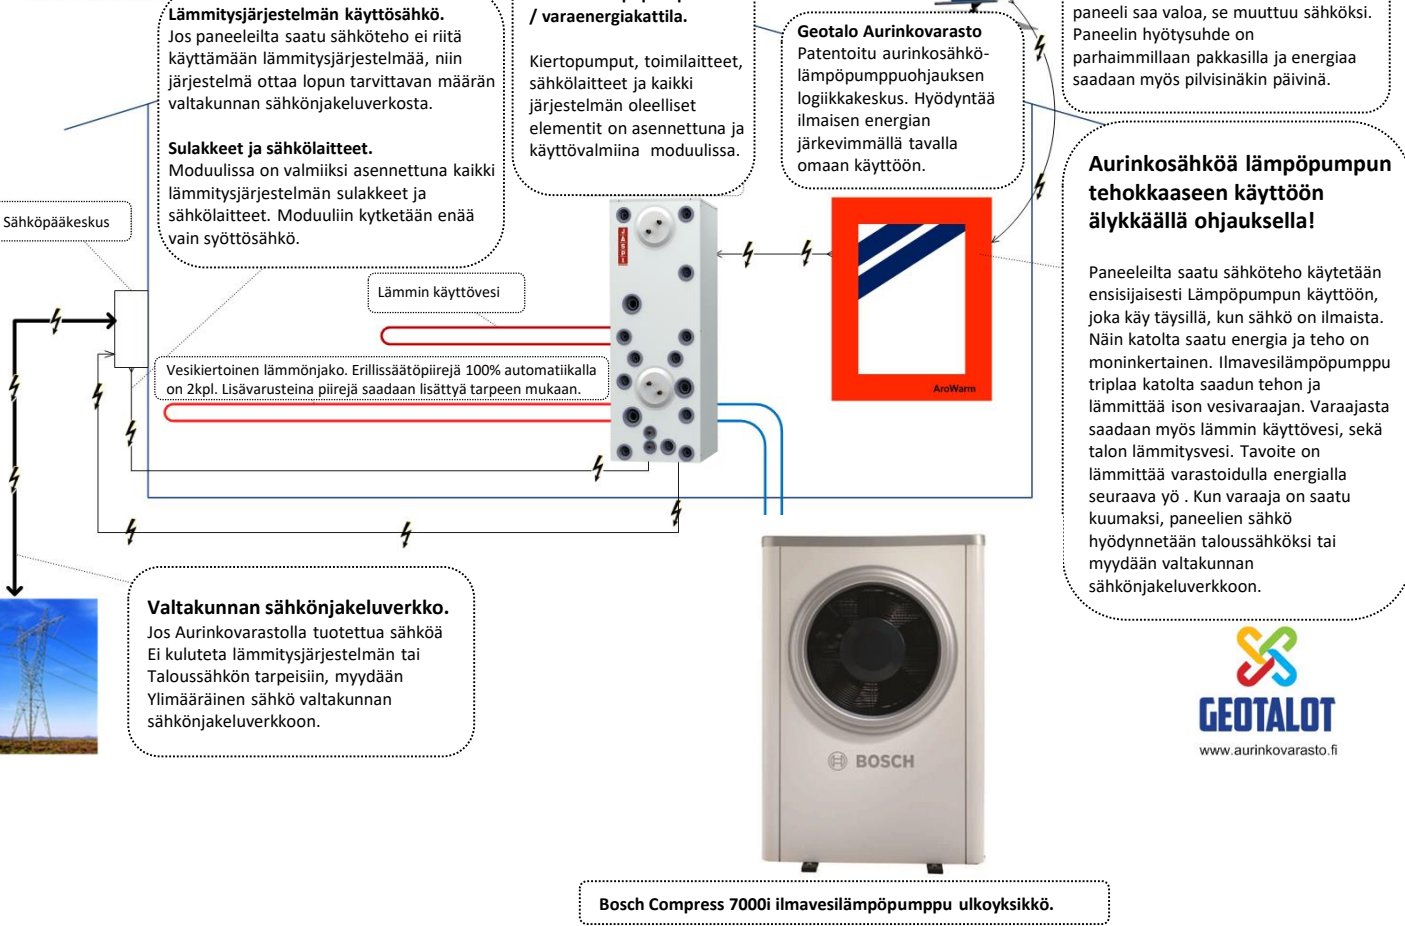 Lämmitysjärjestelmän käyttösähkö.
Jos paneeleilta saatu sähköteho ei riitä
käyttämään lämmitysjärjestelmää, niin
järjestelmä ottaa lopun tarvittavan määrän
valtakunnan sähkönjakeluverkosta.
Sulakkeet ja sähkölaitteet.
Moduulissa on valmiiksi asennettuna kaikki
lämmitysjärjestelmän sulakkeet ja
sähkölaitteet. Moduuliin kytketään enää
vain syöttösähkö.
/ varaenergiakattila.
Kiertopumput, toimilaitteet,
sähkölaitteet ja kaikki
järjestelmän oleelliset
elementit on asennettuna ja
käyttövalmiina moduulissa.
Geotalo Aurinkovarasto
Patentoitu aurinkosähkö-
lämpöpumppuohjauksen
logiikkakeskus. Hyödyntää
ilmaisen energian
järkevimmällä tavalla
omaan käyttöön.
paneeli saa valoa, se muuttuu sähköksi.
Paneelin hyötysuhde on
parhaimmillaan pakkasilla ja energiaa
saadaan myös pilvisinäkin päivinä.
Aurinkosähköä lämpöpumpun
tehokkaaseen käyttöön
älykkäällä ohjauksella!
Paneeleilta saatu sähköteho käytetään
ensisijaisesti Lämpöpumpun käyttöön,
joka käy täysillä, kun sähkö on ilmaista.
Näin katolta saatu energia ja teho on
moninkertainen. Ilmavesilämpöpumppu
triplaa katolta saadun tehon ja
lämmittää ison vesivaraajan. Varaajasta
saadaan myös lämmin käyttövesi, sekä
talon lämmitysvesi. Tavoite on
lämmittää varastoidulla energialla
seuraava yö . Kun varaaja on saatu
kuumaksi, paneelien sähkö
hyödynnetään taloussähköksi tai
myydään valtakunnan
sähkönjakeluverkkoon.
Sähköpääkeskus
Lämmin käyttövesi
JÄSPI
AroWarm
Vesikiertoinen lämmönjako. Erillissäätöpiirejä 100% automatiikalla
on 2kpl. Lisävarusteina piirejä saadaan lisättyä tarpeen mukaan.
Valtakunnan sähkönjakeluverkko.
Jos Aurinkovarastolla tuotettua sähköä
Ei kuluteta lämmitysjärjestelmän tai
Taloussähkön tarpeisiin, myydään
Ylimääräinen sähkö valtakunnan
sähkönjakeluverkkoon.
BOSCH
GEOTALOT
www.aurinkovarasto.fi
Bosch Compress 7000i ilmavesilämpöpumppu ulkoyksikkö.